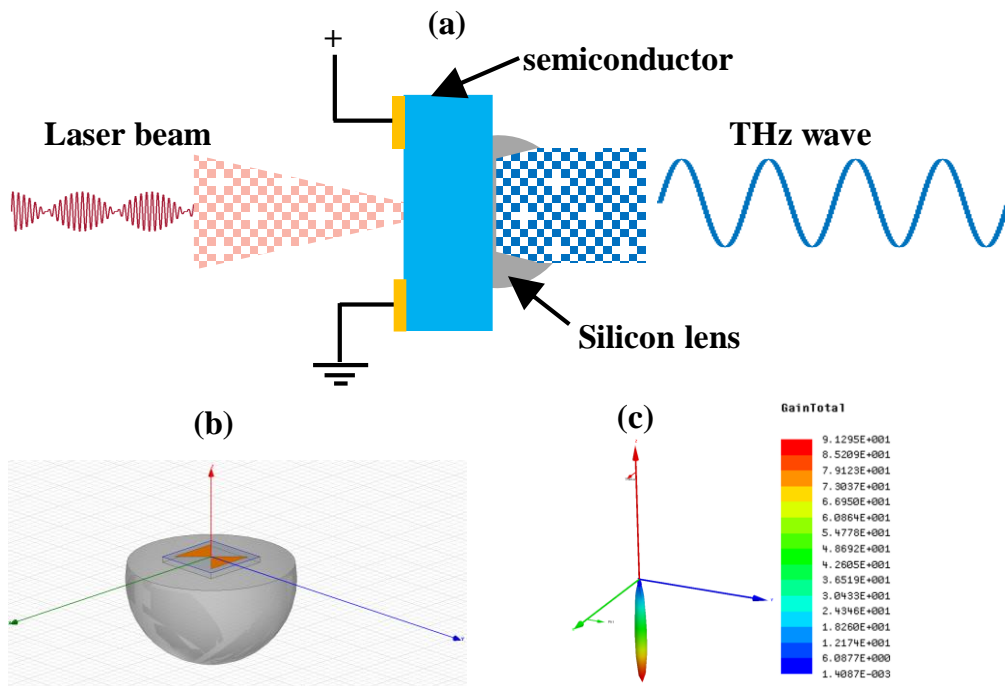 (a)
+
semiconductor
Laser beam
THz wave
Silicon lens
(b)
(c)
GainTotal
9.1295E+001
8.5209E+001
7.9123E+001
7.3037E+001
6.6950E+001
6.0864E+001
5.4778E+001
4.8692E+001
4.2605E+001
3.6519E+001
3.0433E+001
2.4346E+001
1.8260E+001
1.2174E+001
6.0877E+000
1.4087E-003